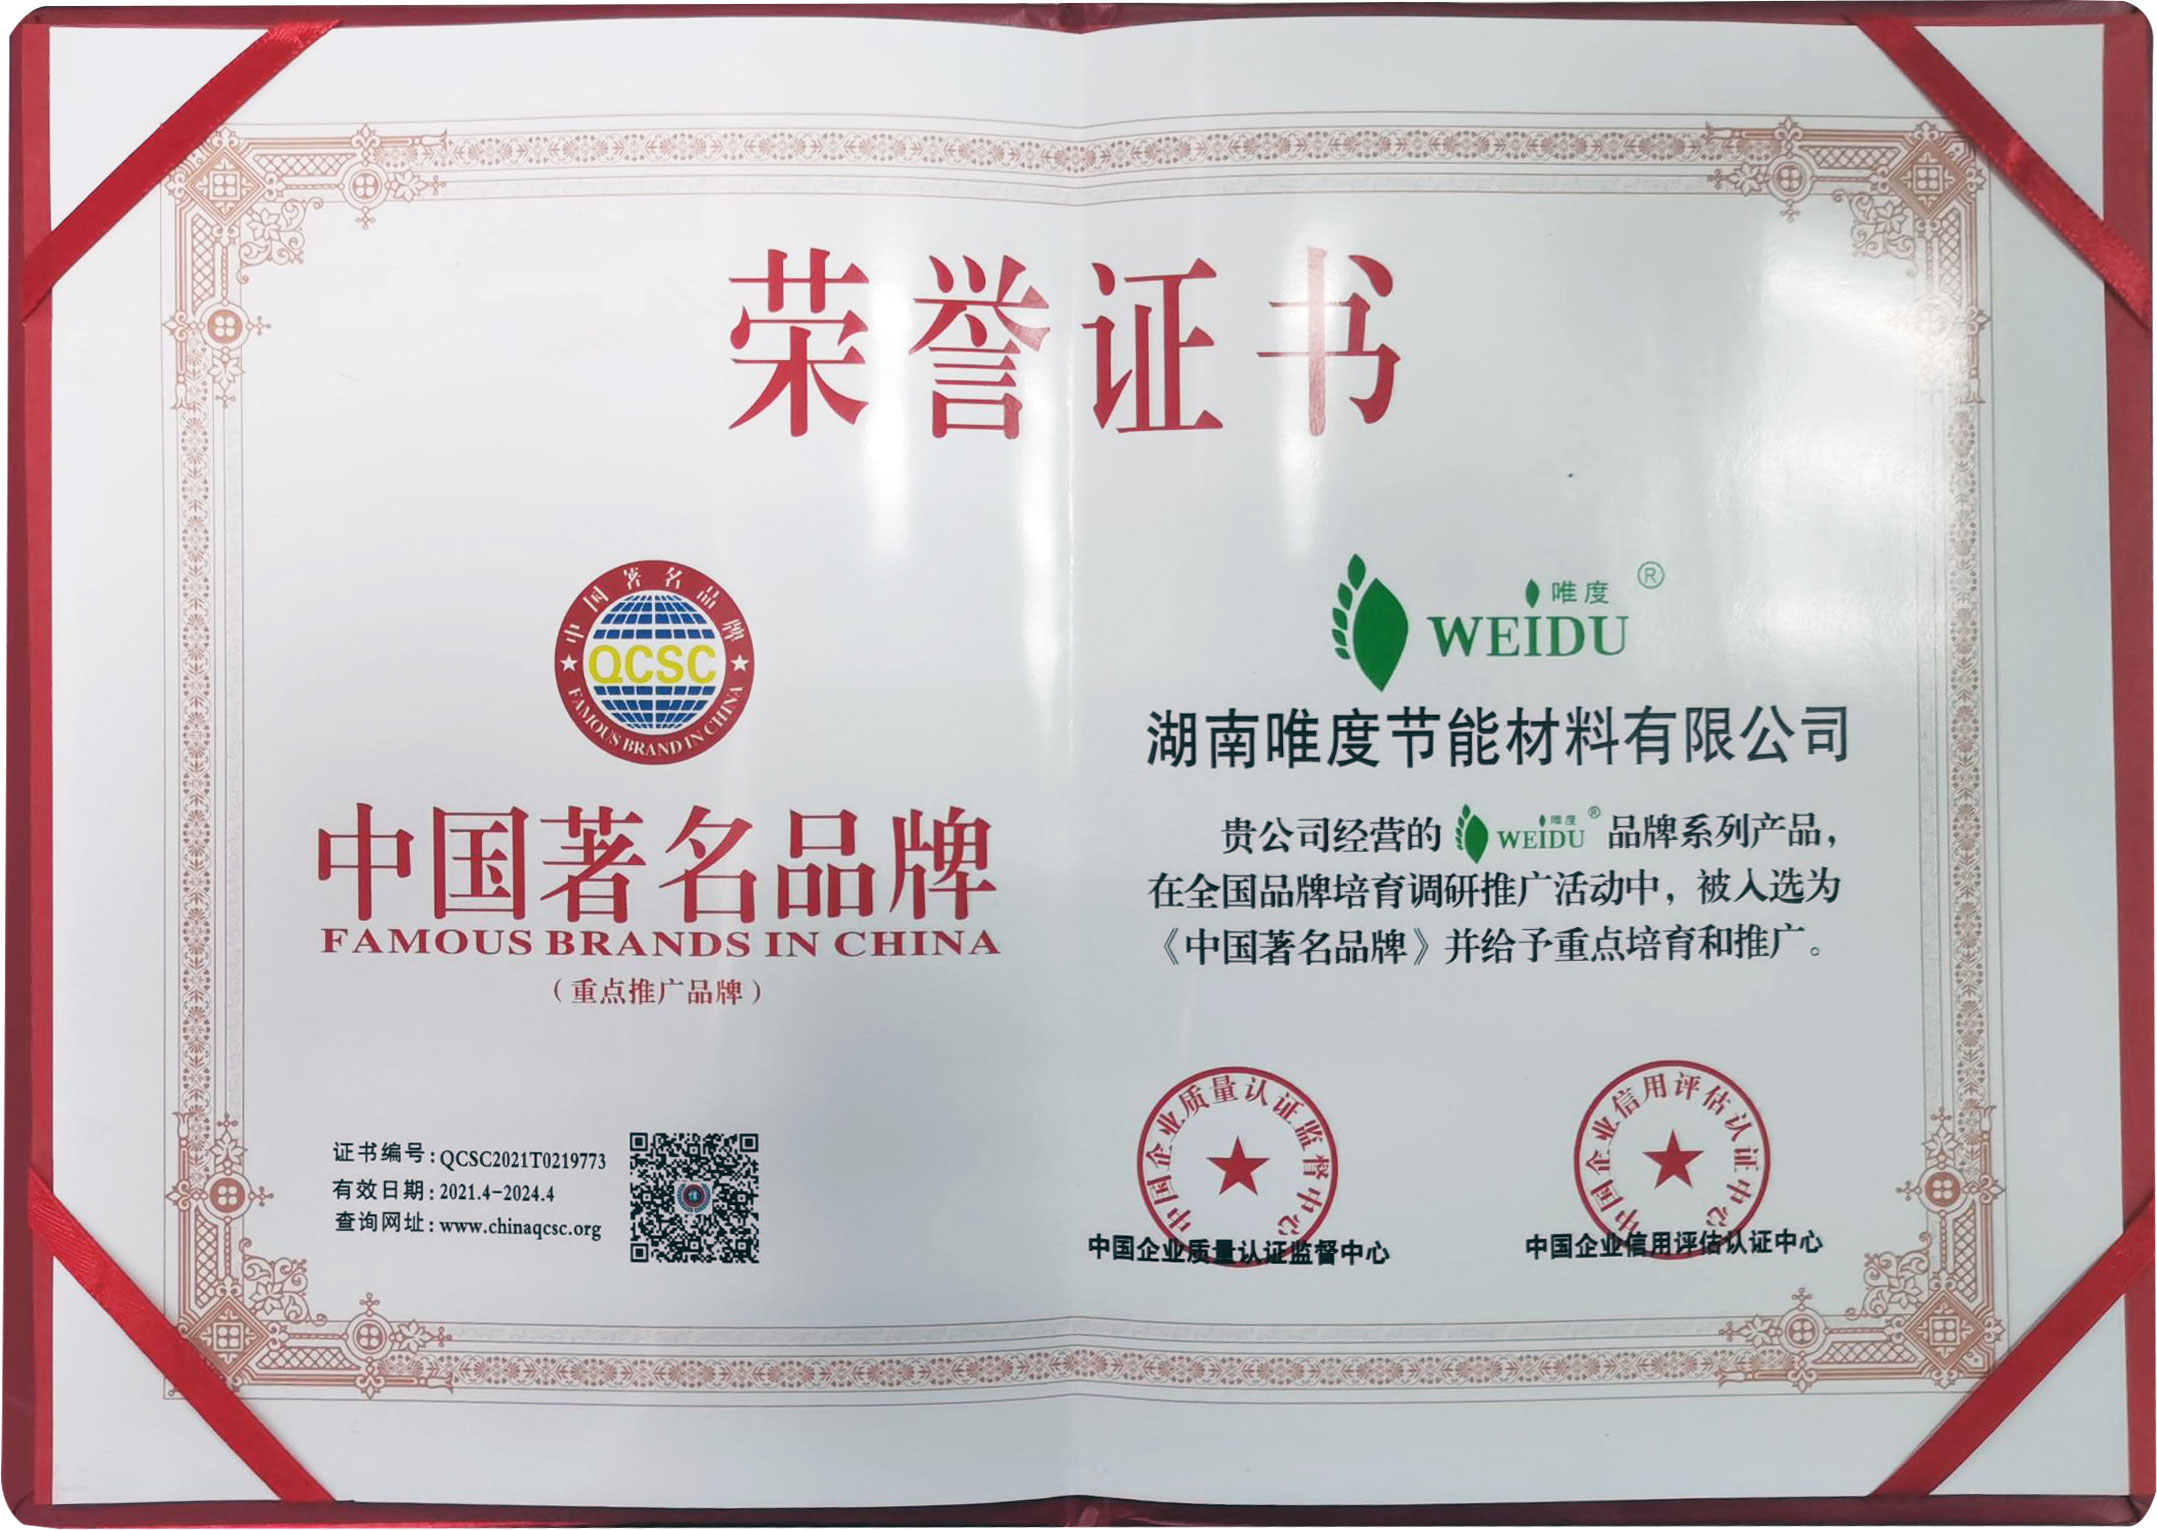 荣誉证书
中国著名品牌
QCSC
FAMOUS BRAND IN CHINA
中国著名品牌
FAMOUS BRANDS IN CHINA
（重点推广品牌）
证书编号:QCSC2021T0219773
有效日期:2021.4-2024.4
查询网址:www.chinaqcsc.org
唯度®
WEIDU
湖南唯度节能材料有限公司
贵公司经营的 唯度® WEIDU 品牌系列产品，
在全国品牌培育调研推广活动中，被入选为
《中国著名品牌》并给予重点培育和推广。
中国企业质量认证监督中心
中国企业质量认证监督中心
中国企业信用评估认证中心
中国企业信用评估认证中心